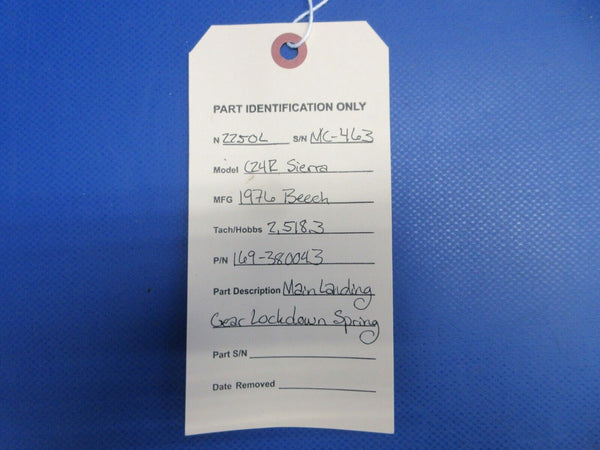 PART IDENTIFICATION ONLY
N 2250L S/N MC-463
Model C24R Sierra
MFG 1976 Beech
Tach/Hobbs 2,518.3
P/N 169-380043
Part Description Main Landing
Gear Lockdown Spring
Part S/N
Date Removed